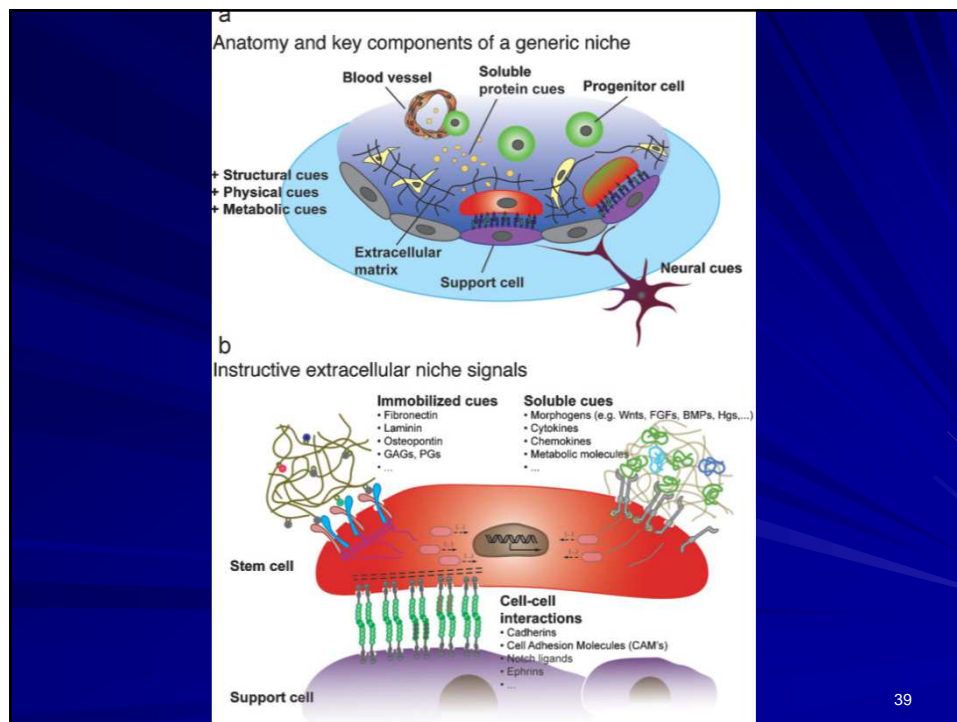 a
Anatomy and key components of a generic niche
Blood vessel
Soluble
protein cues
Progenitor cell
+ Structural cues
+ Physical cues
+ Metabolic cues
Extracellular
matrix
Support cell
Neural cues
b
Instructive extracellular niche signals
Immobilized cues
• Fibronectin
• Laminin
• Osteopontin
• GAGs, PGs
• ...
Soluble cues
• Morphogens (e.g. Wnts, FGFs, BMPs, Hgs,...)
• Cytokines
• Chemokines
• Metabolic molecules
• ...
Stem cell
(...)
(...)
(...)
(...)
(...)
Cell-cell
interactions
• Cadherins
• Cell Adhesion Molecules (CAM's)
• Notch ligands
• Ephrins
• ...
Support cell
39